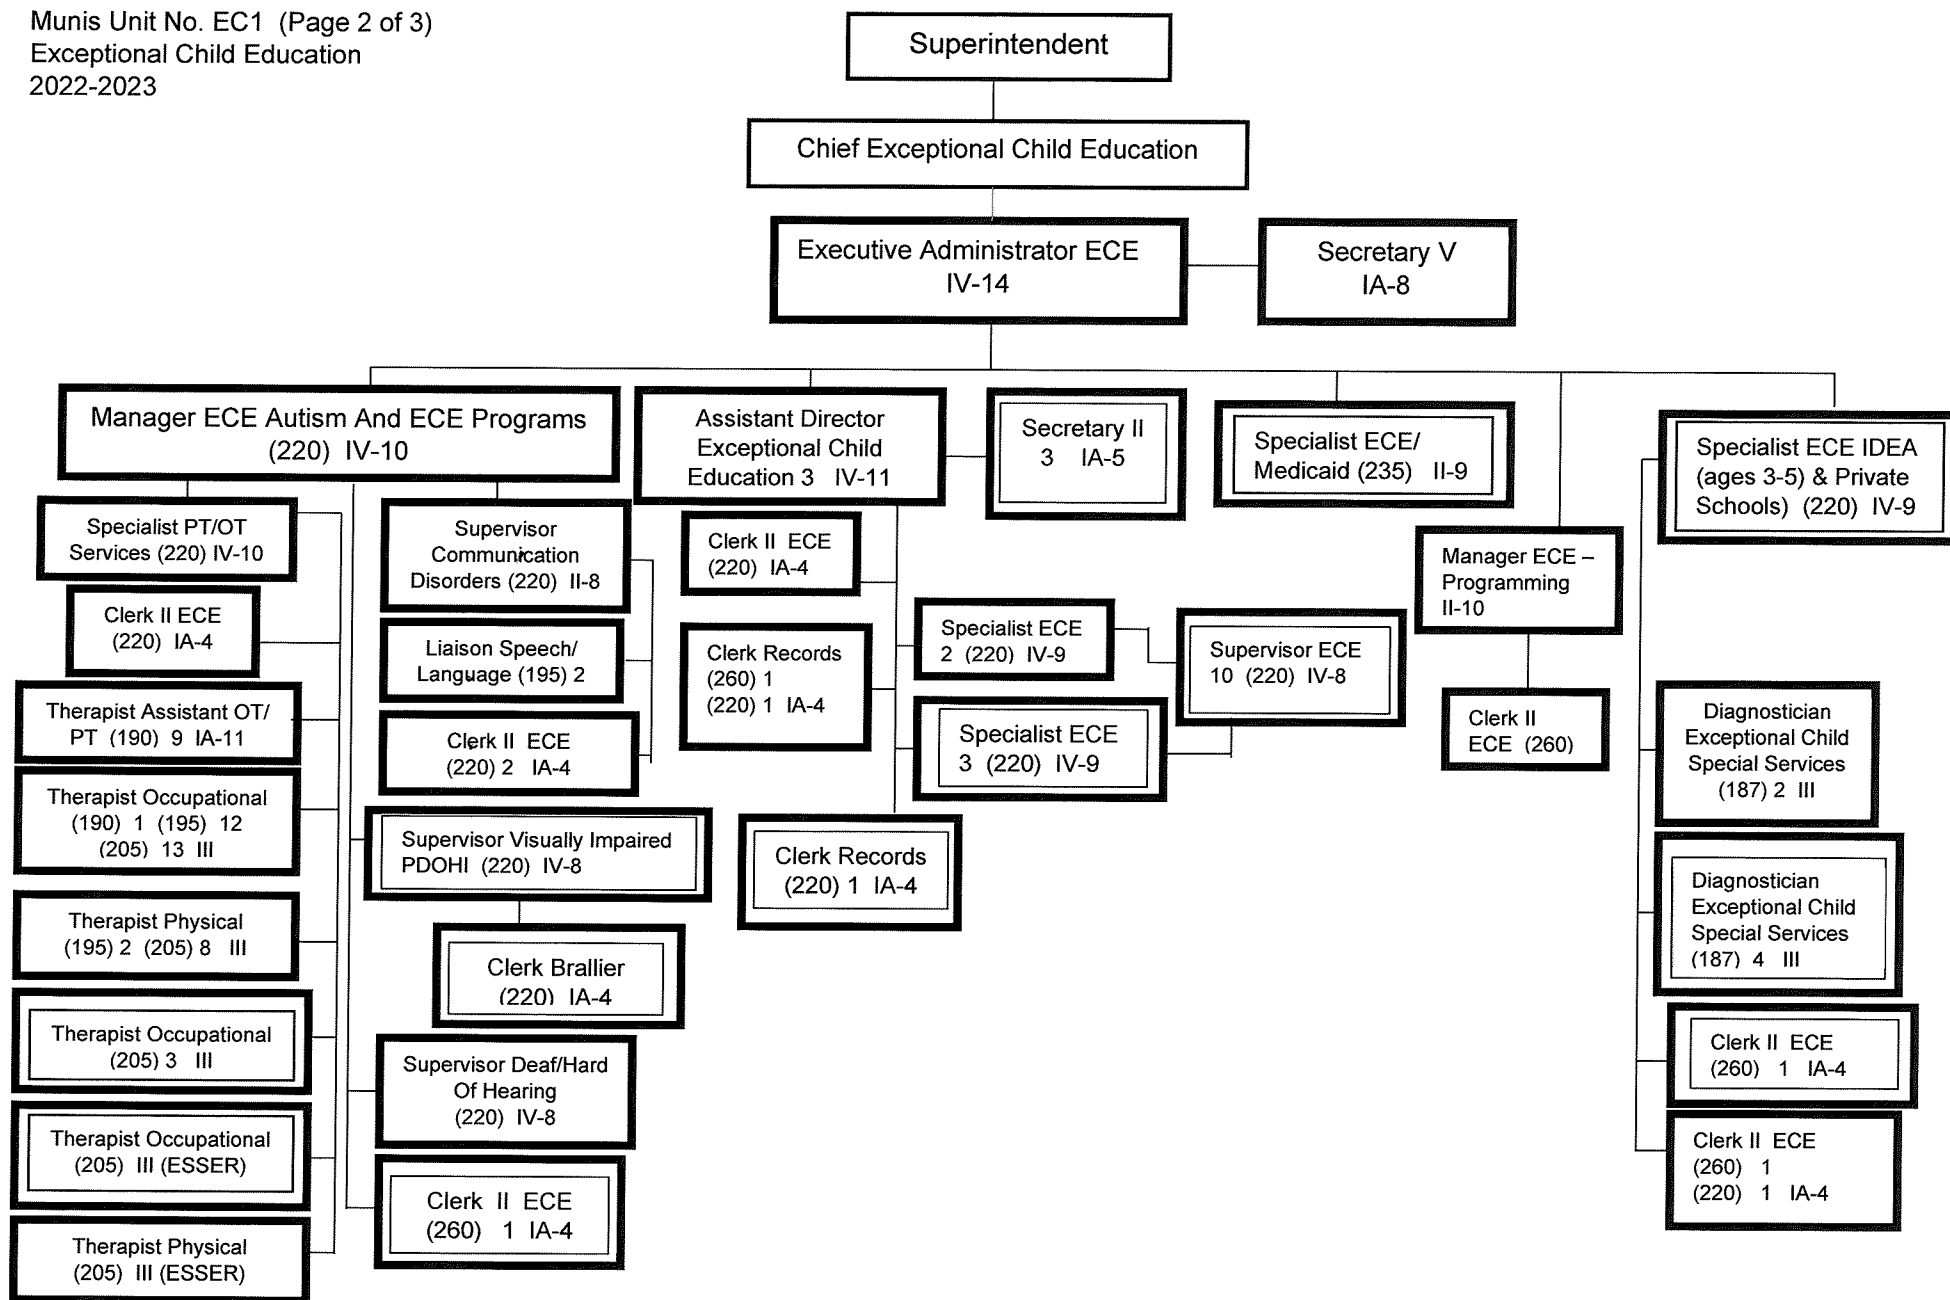 Munis Unit No. EC1 (Page 2 of 3)
Exceptional Child Education
2022-2023
Superintendent
Chief Exceptional Child Education
Executive Administrator ECE
IV-14
Secretary V
IA-8
Manager ECE Autism And ECE Programs
(220) IV-10
Assistant Director
Exceptional Child
Education 3 IV-11
Secretary II
3 IA-5
Specialist ECE/
Medicaid (235) II-9
Specialist ECE IDEA
(ages 3-5) & Private
Schools) (220) IV-9
Specialist PT/OT
Services (220) IV-10
Clerk II ECE
(220) IA-4
Therapist Assistant OT/
PT (190) 9 IA-11
Therapist Occupational
(190) 1 (195) 12
(205) 13 III
Therapist Physical
(195) 2 (205) 8 III
Therapist Occupational
(205) 3 III
Therapist Occupational
(205) III (ESSER)
Therapist Physical
(205) III (ESSER)
Supervisor
Communication
Disorders (220) II-8
Liaison Speech/
Language (195) 2
Clerk II ECE
(220) 2 IA-4
Supervisor Visually Impaired
PDOHI (220) IV-8
Clerk Brallier
(220) IA-4
Supervisor Deaf/Hard
Of Hearing
(220) IV-8
Clerk II ECE
(260) 1 IA-4
Clerk II ECE
(220) IA-4
Clerk Records
(260) 1
(220) 1 IA-4
Specialist ECE
2 (220) IV-9
Specialist ECE
3 (220) IV-9
Supervisor ECE
10 (220) IV-8
Clerk Records
(220) 1 IA-4
Manager ECE –
Programming
II-10
Clerk II
ECE (260)
Diagnostician
Exceptional Child
Special Services
(187) 2 III
Diagnostician
Exceptional Child
Special Services
(187) 4 III
Clerk II ECE
(260) 1 IA-4
Clerk II ECE
(260) 1
(220) 1 IA-4